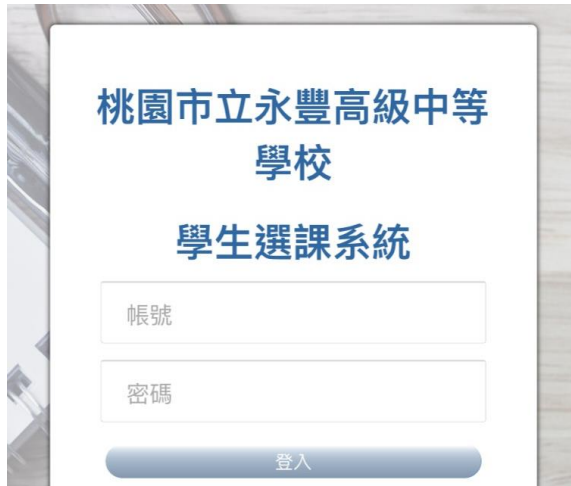 桃園市立永豐高級中等
學校
學生選課系統
帳號
密碼
登入